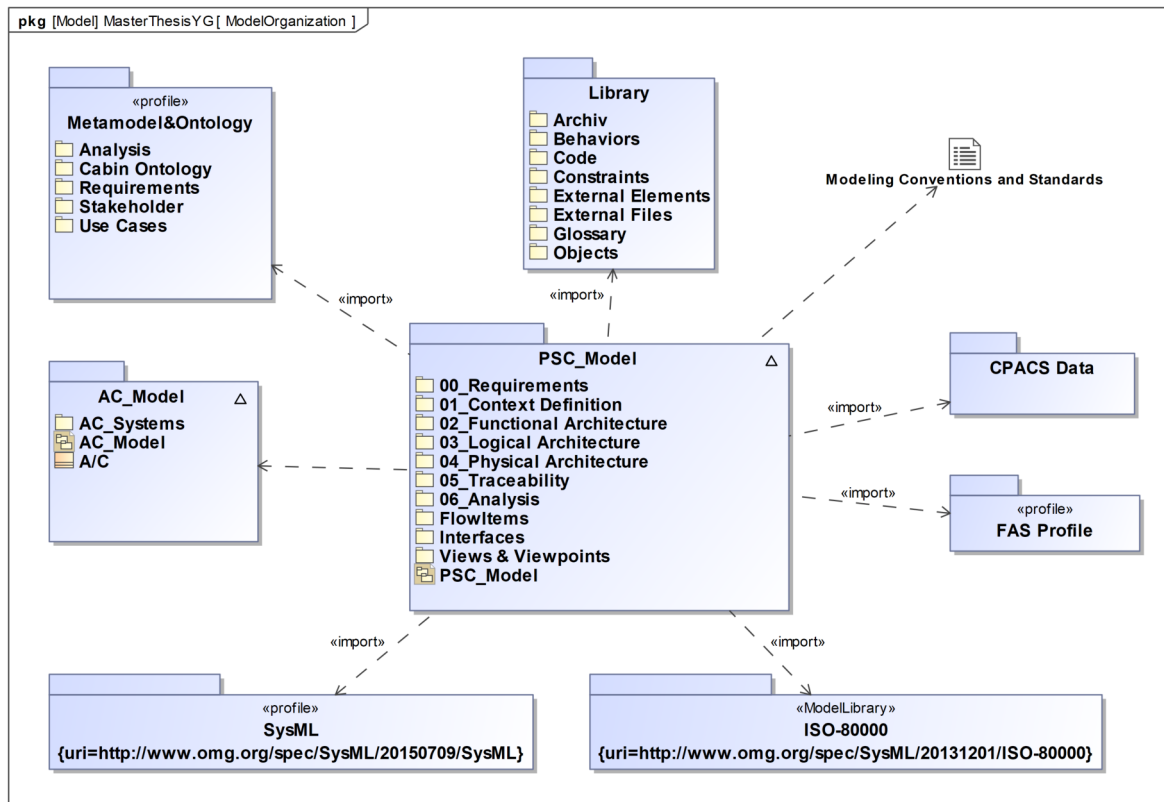 pkg [Model] MasterThesisYG [ ModelOrganization ]
«profile»
Metamodel&Ontology
Analysis
Cabin Ontology
Requirements
Stakeholder
Use Cases
Library
Archiv
Behaviors
Code
Constraints
External Elements
External Files
Glossary
Objects
Modeling Conventions and Standards
«import»
«import»
AC_Model
AC_Systems
AC_Model
A/C
PSC_Model
00_Requirements
01_Context Definition
02_Functional Architecture
03_Logical Architecture
04_Physical Architecture
05_Traceability
06_Analysis
FlowItems
Interfaces
Views & Viewpoints
PSC_Model
CPACS Data
«import»
«import»
«profile»
FAS Profile
«import»
«import»
«profile»
SysML
{uri=http://www.omg.org/spec/SysML/20150709/SysML}
«ModelLibrary»
ISO-80000
{uri=http://www.omg.org/spec/SysML/20131201/ISO-80000}